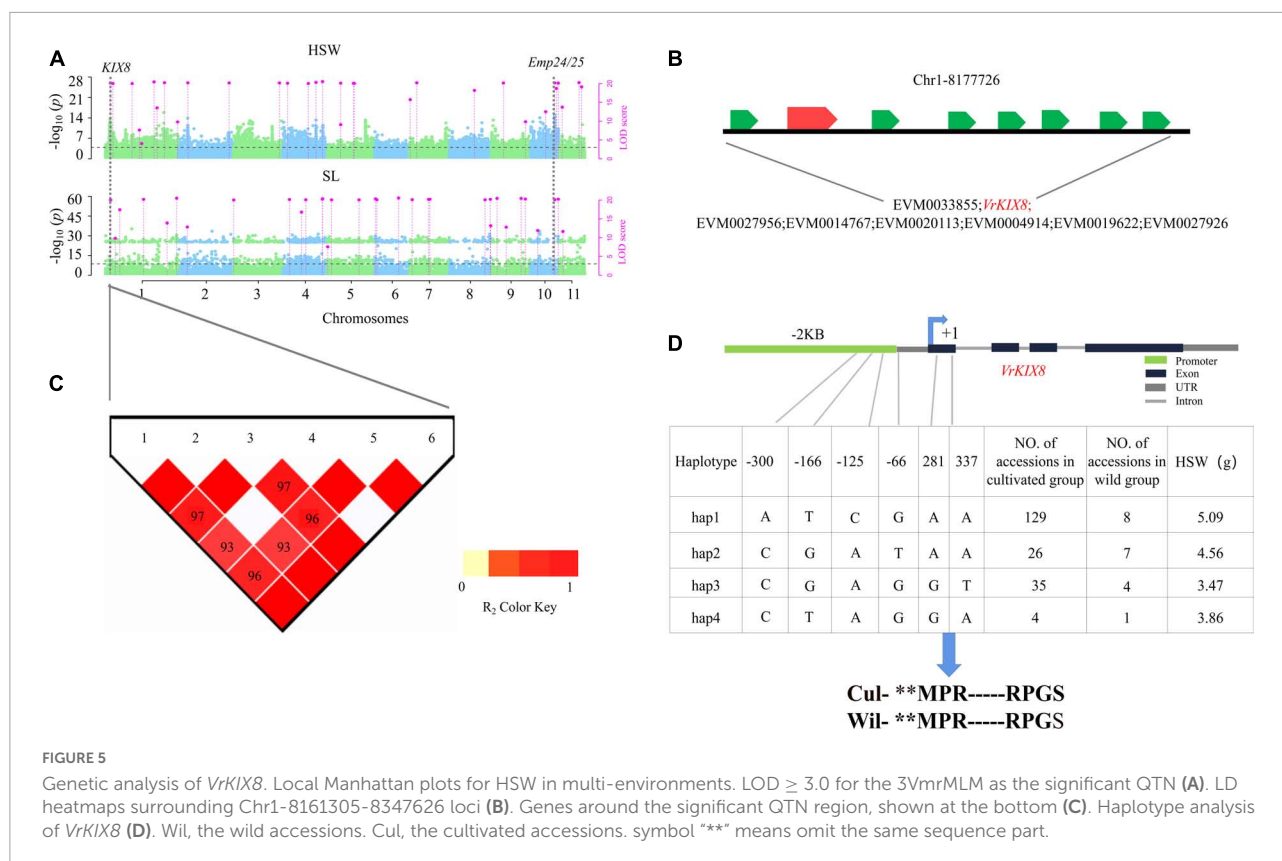 A
HSW
KIX8
Emp24/25
28
21
14
7
0
-log10 (p)
20
15
10
5
0
LOD score
SL
60
45
30
15
0
-log10 (p)
20
15
10
5
0
LOD score
1 2 3 4 5 6 7 8 9 10 11
Chromosomes
B
Chr1-8177726
EVM0033855;VrKIX8;
EVM0027956;EVM0014767;EVM0020113;EVM0004914;EVM0019622;EVM0027926
C
1 2 3 4 5 6
97
97 96
93 93
96
0 1
R2 Color Key
D
-2KB
+1
VrKIX8
Promoter
Exon
UTR
Intron
Haplotype -300 -166 -125 -66 281 337 NO. of accessions in cultivated group NO. of accessions in wild group HSW (g)
hap1 A T C G A A 129 8 5.09
hap2 C G A T A A 26 7 4.56
hap3 C G A G G T 35 4 3.47
hap4 C T A G G A 4 1 3.86
Cul- **MPR-----RPGS
Wil- **MPR-----RPGS
FIGURE 5
Genetic analysis of VrKIX8. Local Manhattan plots for HSW in multi-environments. LOD ≥ 3.0 for the 3VmrMLM as the significant QTN (A). LD
heatmaps surrounding Chr1-8161305-8347626 loci (B). Genes around the significant QTN region, shown at the bottom (C). Haplotype analysis
of VrKIX8 (D). Wil, the wild accessions. Cul, the cultivated accessions. symbol "**" means omit the same sequence part.